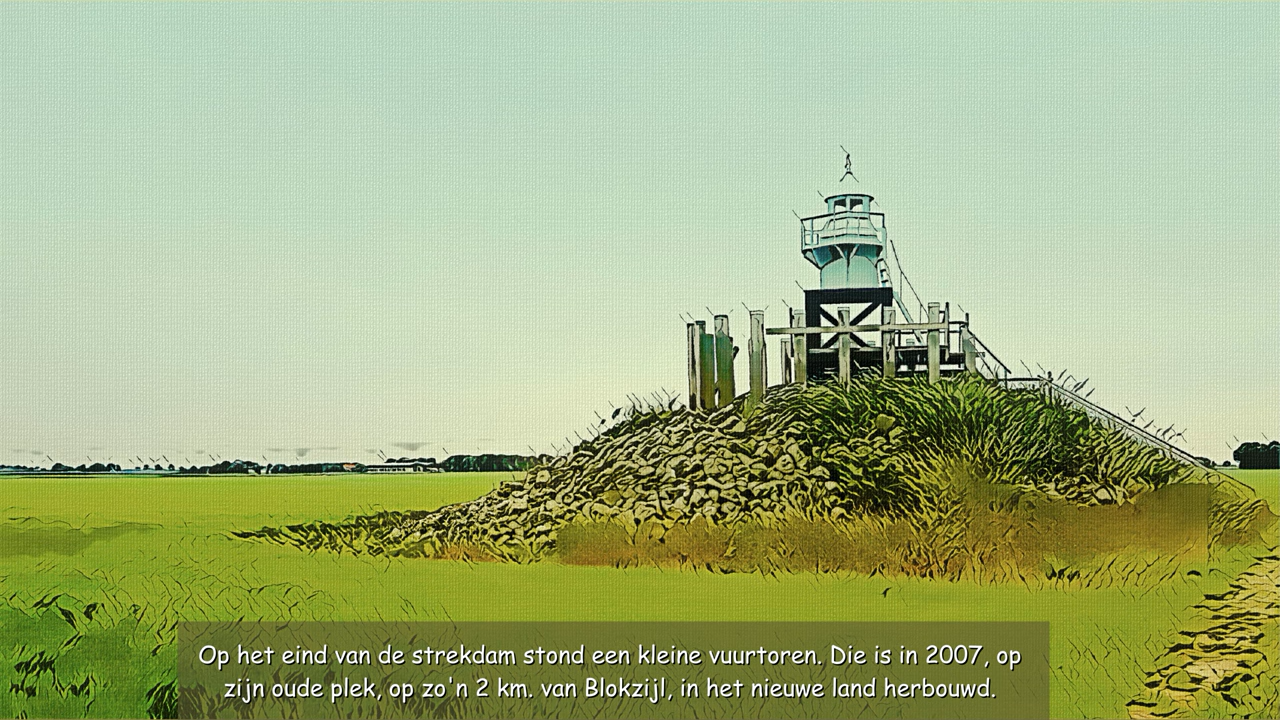 Op het eind van de strekdam stond een kleine vuurtoren. Die is in 2007, op
zijn oude plek, op zo'n 2 km. van Blokzijl, in het nieuwe land herbouwd.